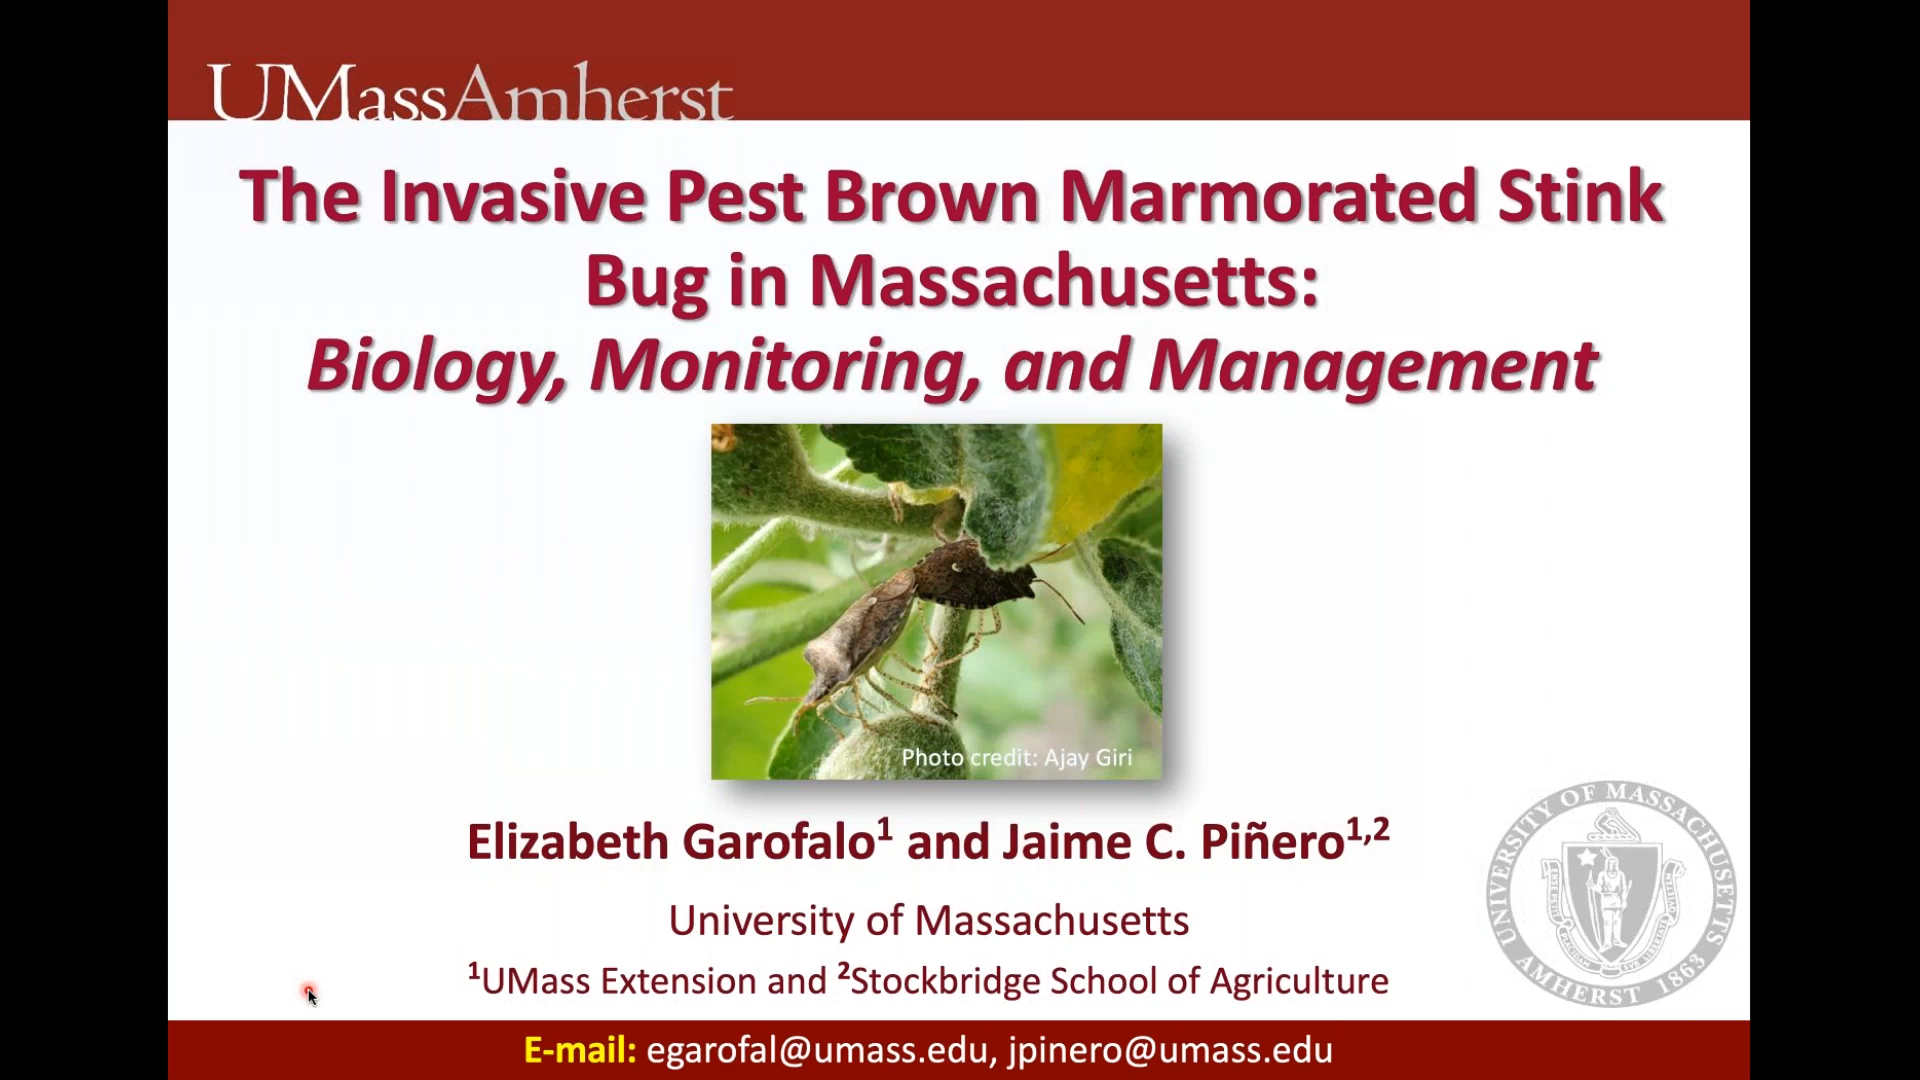 UMassAmherst
The Invasive Pest Brown Marmorated Stink
Bug in Massachusetts:
Biology, Monitoring, and Management
Photo credit: Ajay Giri
Elizabeth Garofalo¹ and Jaime C. Piñero¹,²
University of Massachusetts
¹UMass Extension and ²Stockbridge School of Agriculture
UNIVERSITY OF MASSACHUSETTS
AMHERST 1863
E-mail: egarofal@umass.edu, jpinero@umass.edu